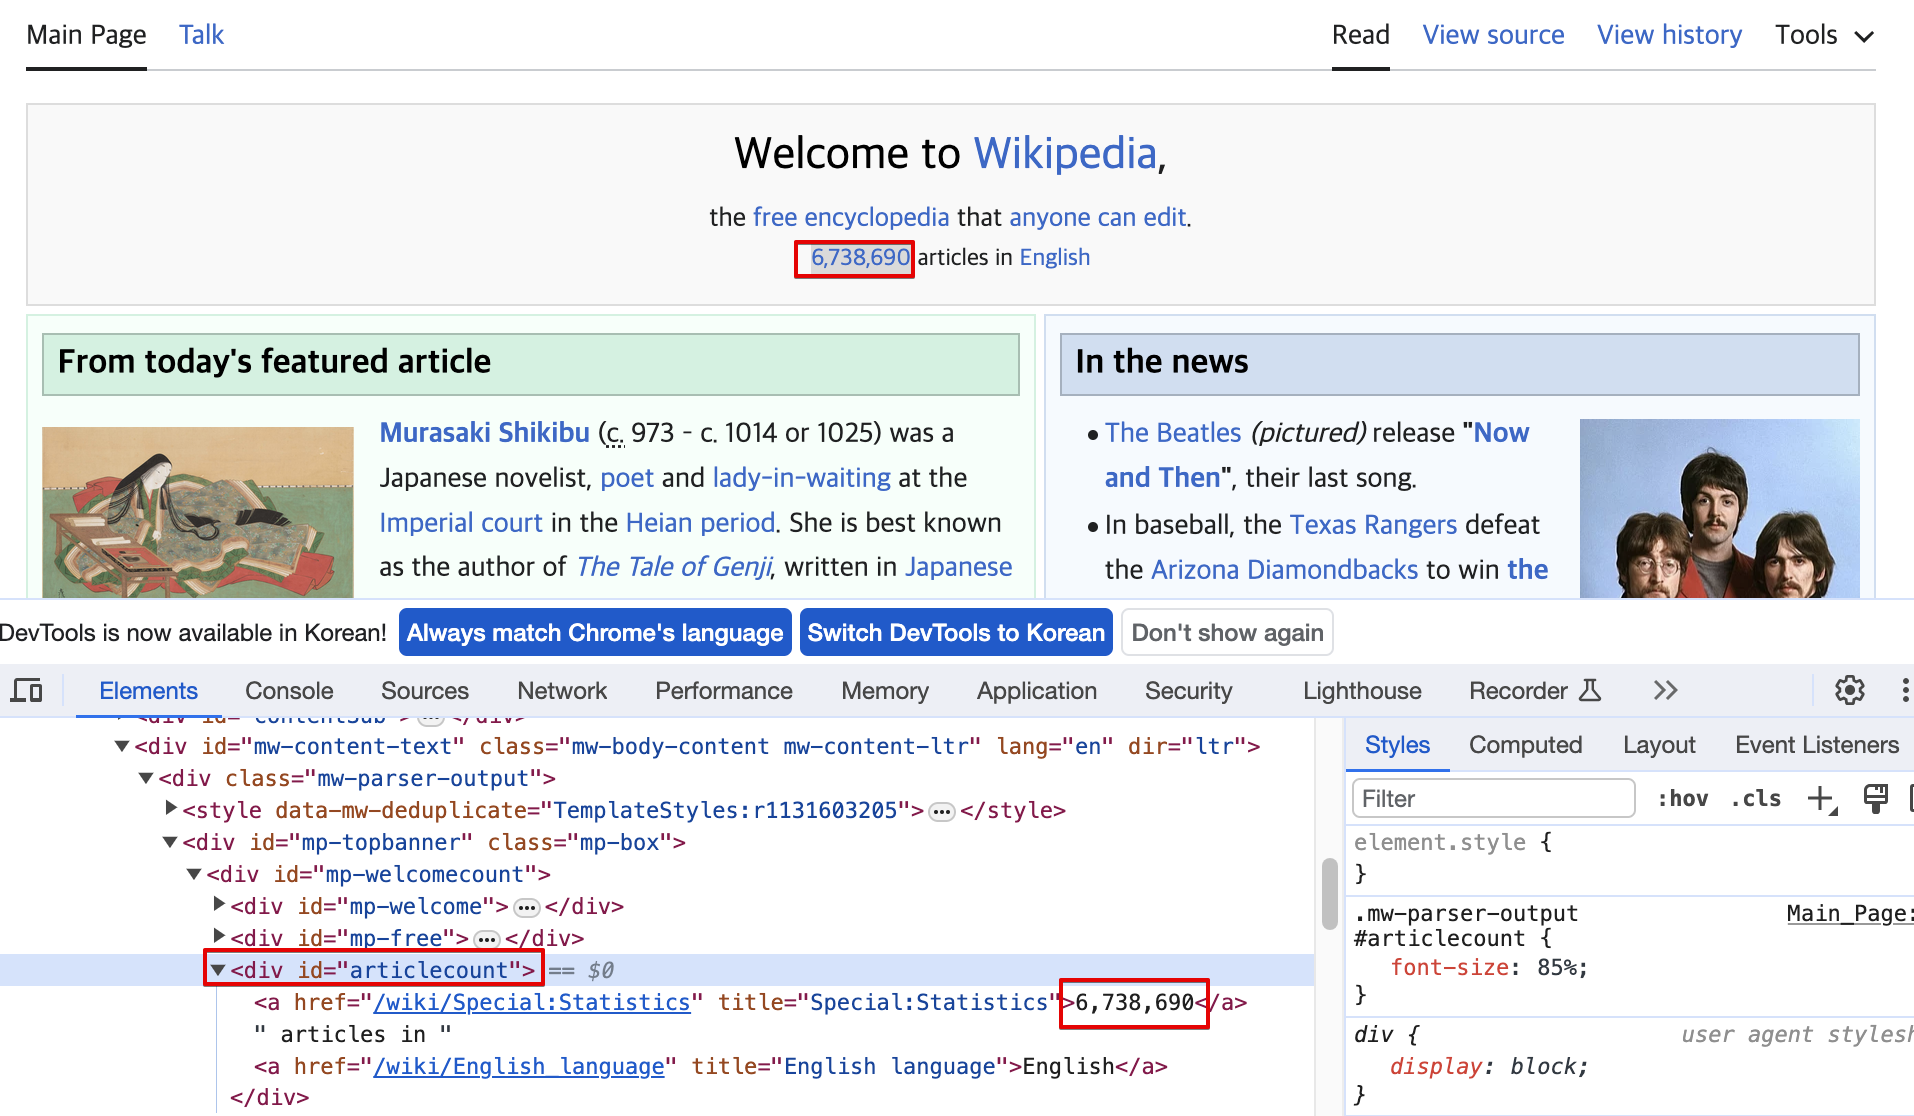 Main Page Talk Read View source View history Tools
Welcome to Wikipedia,
the free encyclopedia that anyone can edit.
6,738,690 articles in English
From today's featured article
Murasaki Shikibu (c. 973 – c. 1014 or 1025) was a
Japanese novelist, poet and lady-in-waiting at the
Imperial court in the Heian period. She is best known
as the author of The Tale of Genji, written in Japanese
In the news
• The Beatles (pictured) release "Now
and Then", their last song.
• In baseball, the Texas Rangers defeat
the Arizona Diamondbacks to win the
DevTools is now available in Korean! Always match Chrome's language Switch DevTools to Korean Don't show again
Elements Console Sources Network Performance Memory Application Security Lighthouse Recorder
<div id="contentSub"> … </div>
<div id="mw-content-text" class="mw-body-content mw-content-ltr" lang="en" dir="ltr">
<div class="mw-parser-output">
<style data-mw-deduplicate="TemplateStyles:r1131603205"> … </style>
<div id="mp-topbanner" class="mp-box">
<div id="mp-welcomecount">
<div id="mp-welcome"> … </div>
<div id="mp-free"> … </div>
<div id="articlecount"> == $0
<a href="/wiki/Special:Statistics" title="Special:Statistics">6,738,690</a>
" articles in "
<a href="/wiki/English_language" title="English language">English</a>
</div>
Styles Computed Layout Event Listeners
Filter :hov .cls
element.style {
}
.mw-parser-output Main_Page:
#articlecount {
font-size: 85%;
}
div { user agent stylesh
display: block;
}